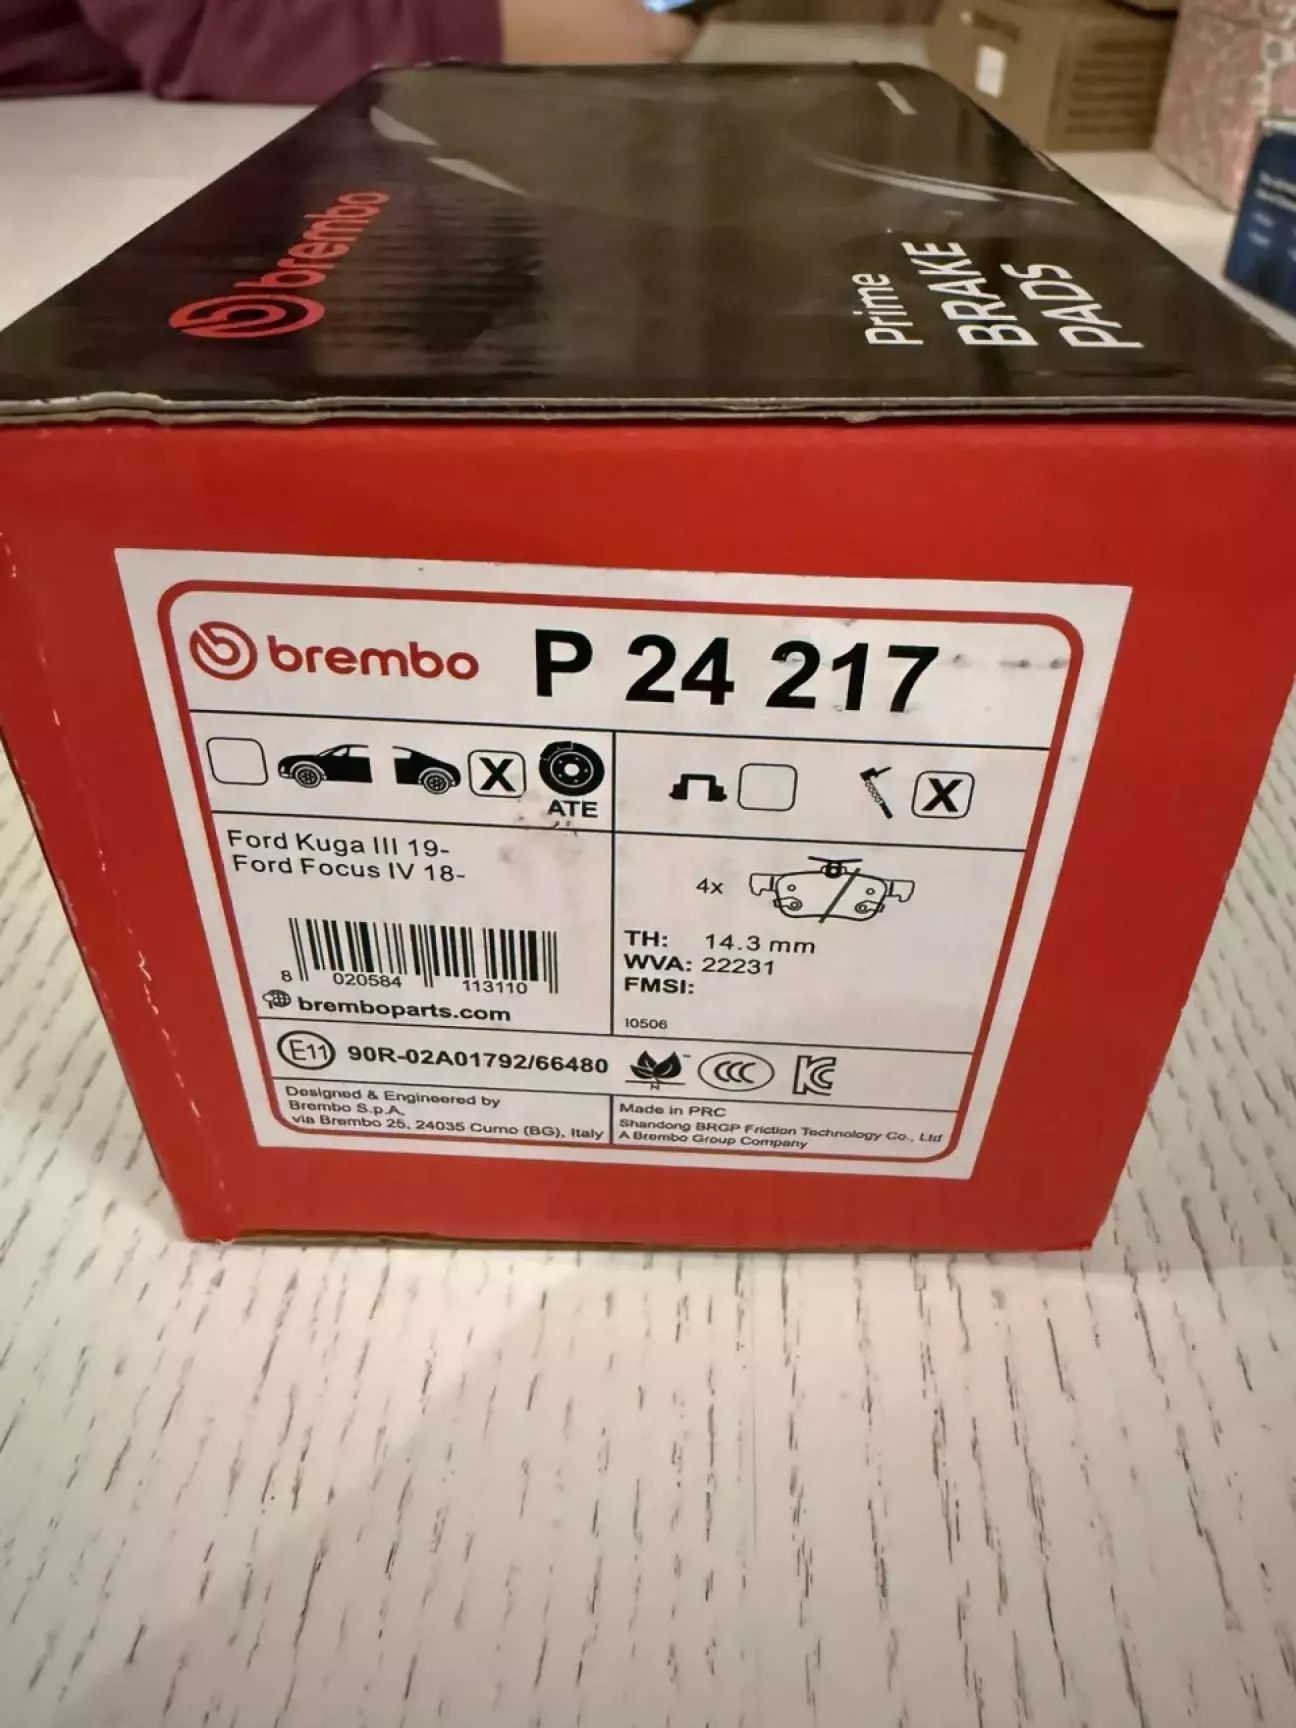 brembo
Prime
BRAKE
PADS
brembo P 24 217
X
ATE
X
Ford Kuga III 19-
Ford Focus IV 18-
4x
TH: 14.3 mm
WVA: 22231
FMSI:
8 020584 113110
bremboparts.com
I0506
E11 90R-02A01792/66480
N
CCC
KC
Designed & Engineered by
Brembo S.p.A.
via Brembo 25, 24035 Curno (BG), Italy
Made in PRC
Shandong BRGP Friction Technology Co., Ltd
A Brembo Group Company